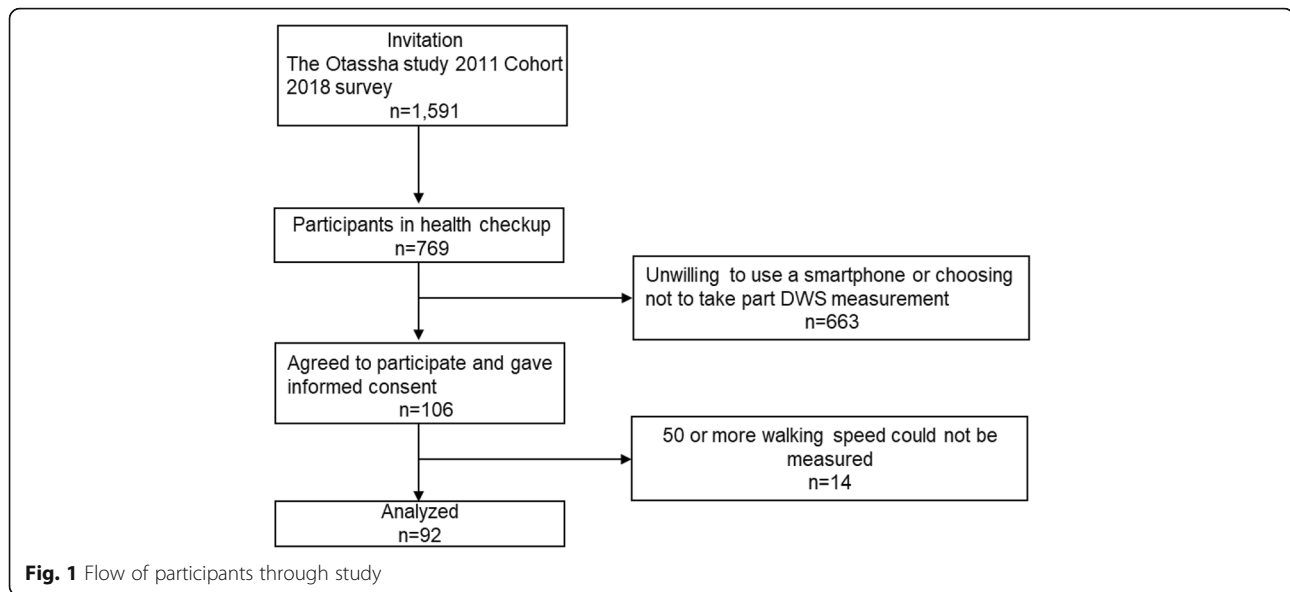 Invitation
The Otassha study 2011 Cohort
2018 survey
n=1,591
Participants in health checkup
n=769
Unwilling to use a smartphone or choosing
not to take part DWS measurement
n=663
Agreed to participate and gave
informed consent
n=106
50 or more walking speed could not be
measured
n=14
Analyzed
n=92
Fig. 1 Flow of participants through study